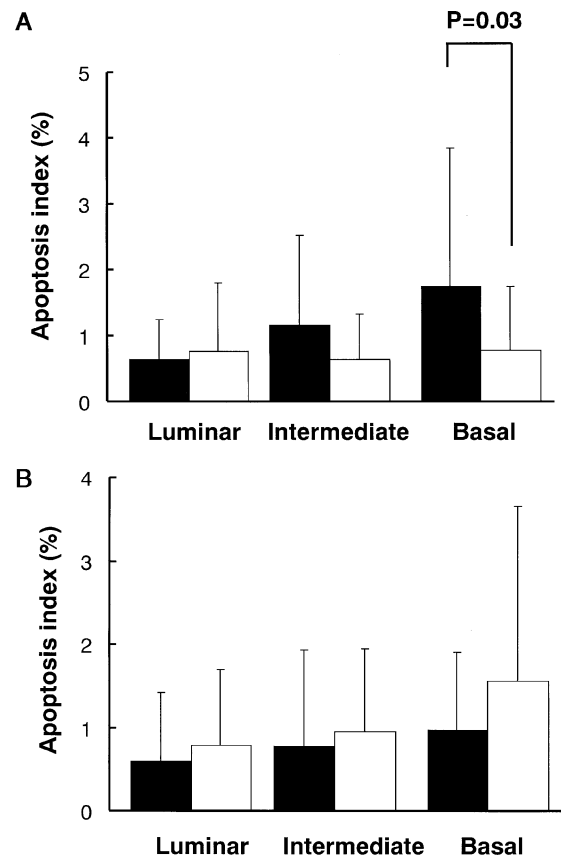 A
P=0.03
5
4
3
2
1
0
Apoptosis index (%)
Luminar Intermediate Basal
B
4
3
2
1
0
Apoptosis index (%)
Luminar Intermediate Basal